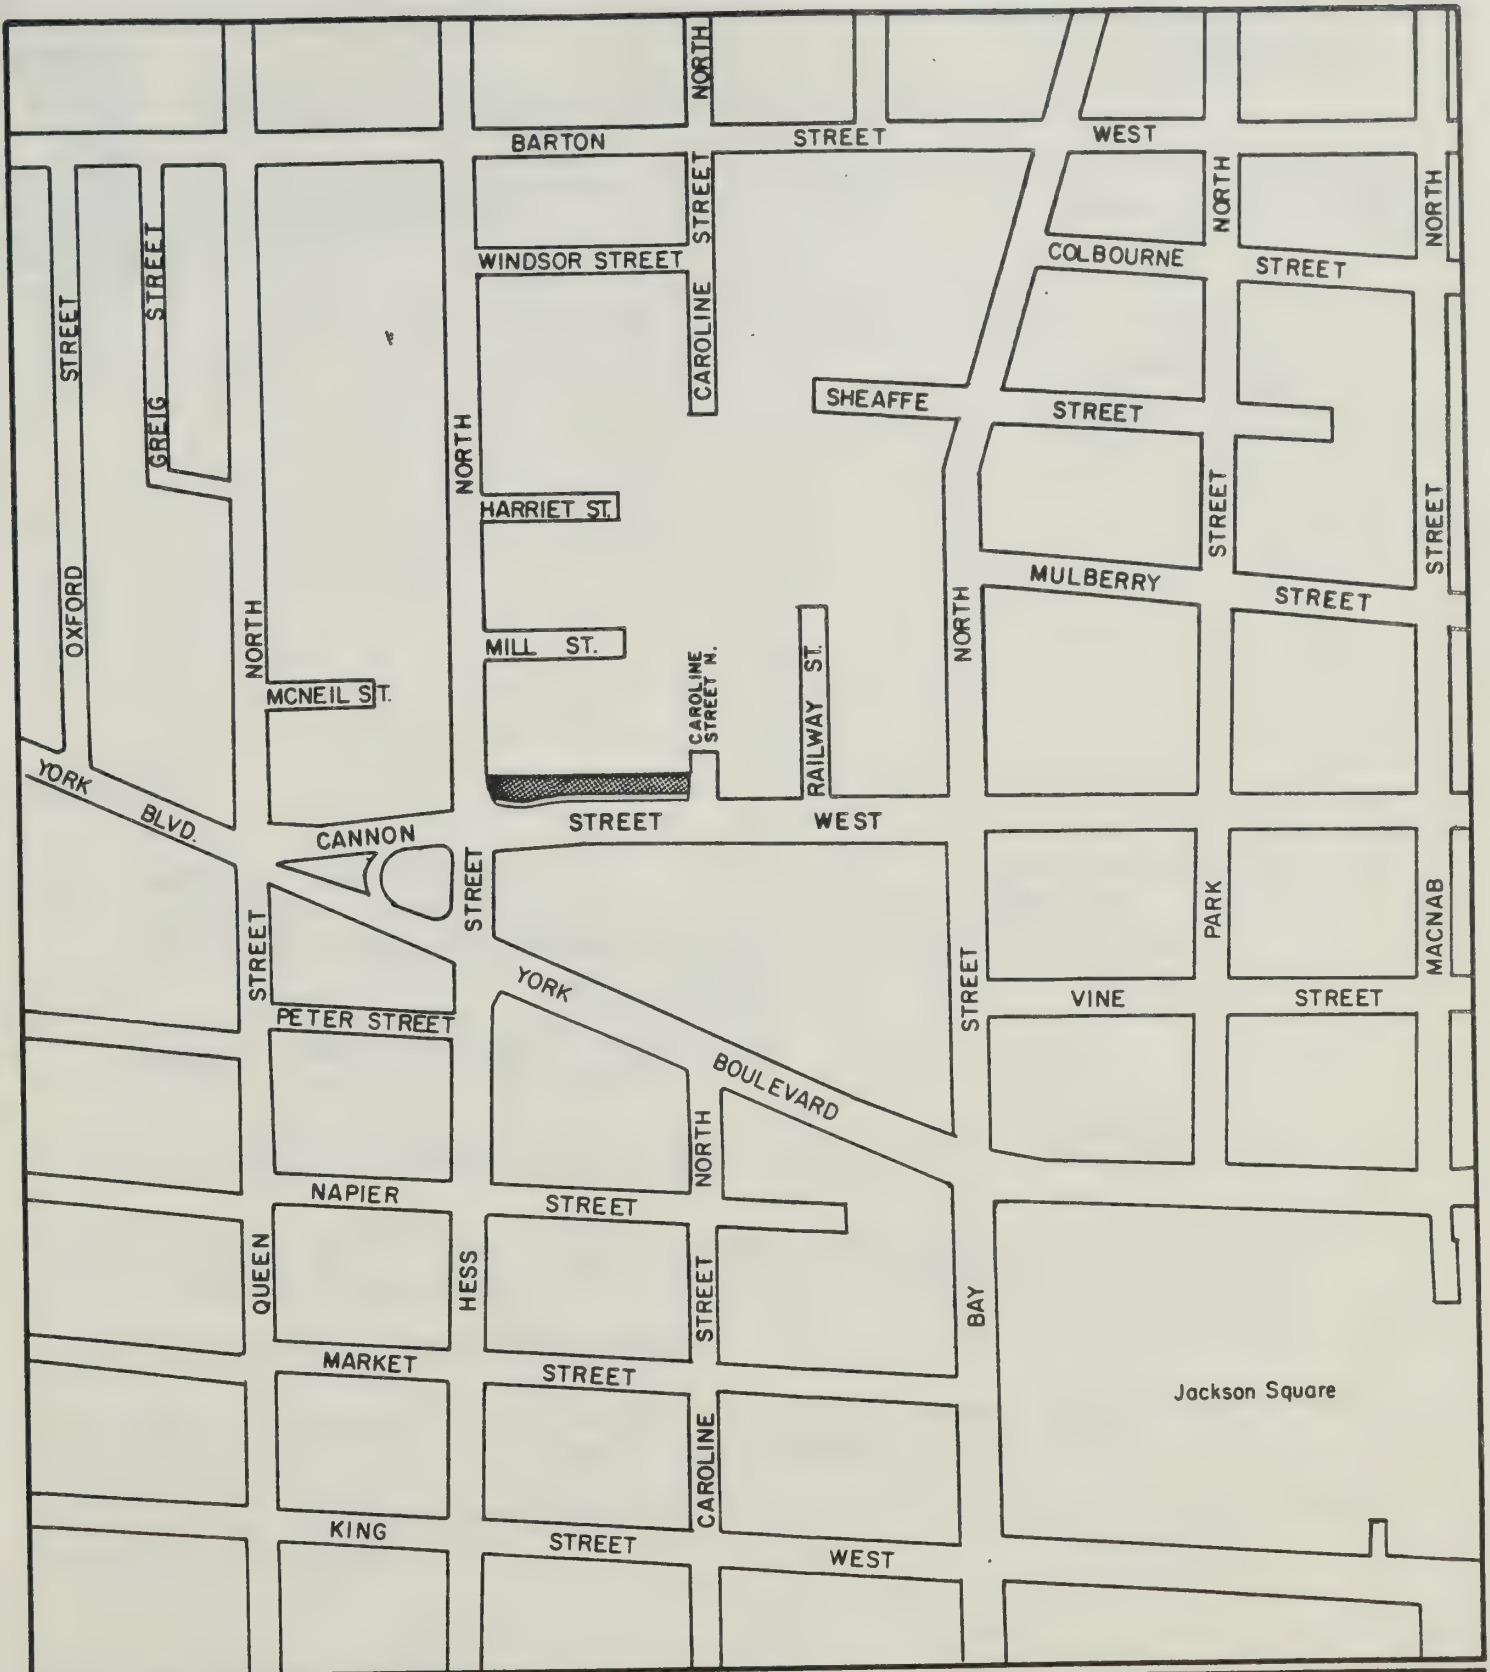 NORTH
BARTON STREET WEST
STREET
NORTH
NORTH
WINDSOR STREET
COLBOURNE STREET
STREET
GREIG STREET
CAROLINE
SHEAFFE STREET
NORTH
HARRIET ST.
STREET
STREET
OXFORD
MULBERRY STREET
NORTH
NORTH
MILL ST.
CAROLINE
STREET N.
MCNEIL ST.
RAILWAY ST.
YORK BLVD.
CANNON STREET WEST
STREET
PARK
MACNAB
STREET
STREET
YORK BOULEVARD
VINE STREET
PETER STREET
NORTH
NAPIER STREET
QUEEN
HESS
STREET
BAY
MARKET STREET
Jackson Square
CAROLINE
KING STREET WEST